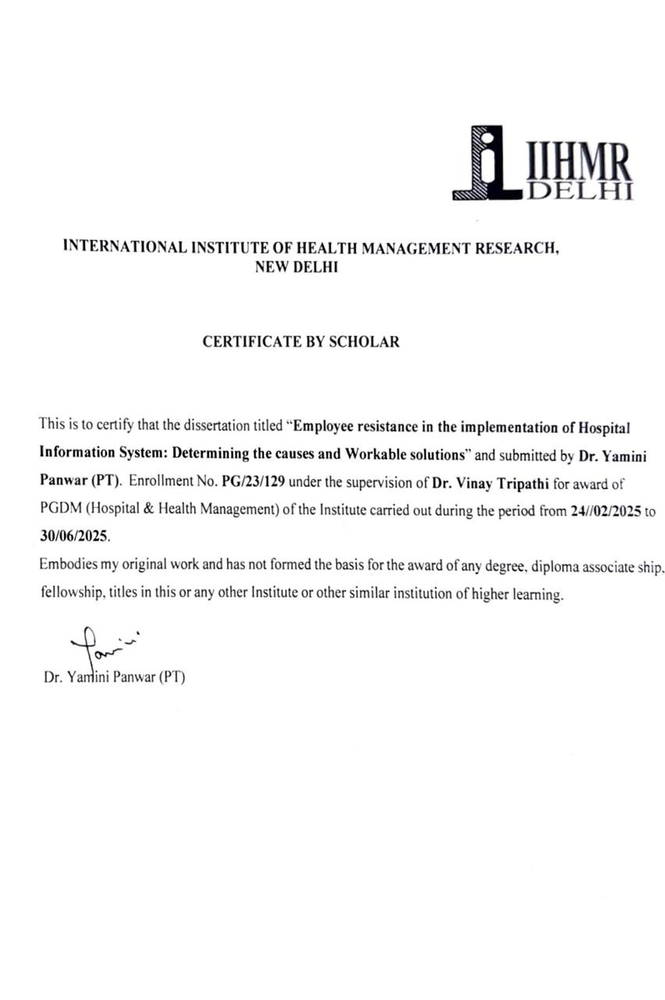 IIHMR
DELHI
INTERNATIONAL INSTITUTE OF HEALTH MANAGEMENT RESEARCH,
NEW DELHI
CERTIFICATE BY SCHOLAR
This is to certify that the dissertation titled “Employee resistance in the implementation of Hospital
Information System: Determining the causes and Workable solutions” and submitted by Dr. Yamini
Panwar (PT). Enrollment No. PG/23/129 under the supervision of Dr. Vinay Tripathi for award of
PGDM (Hospital & Health Management) of the Institute carried out during the period from 24//02/2025 to
30/06/2025.
Embodies my original work and has not formed the basis for the award of any degree, diploma associate ship,
fellowship, titles in this or any other Institute or other similar institution of higher learning.
Yamini
Dr. Yamini Panwar (PT)